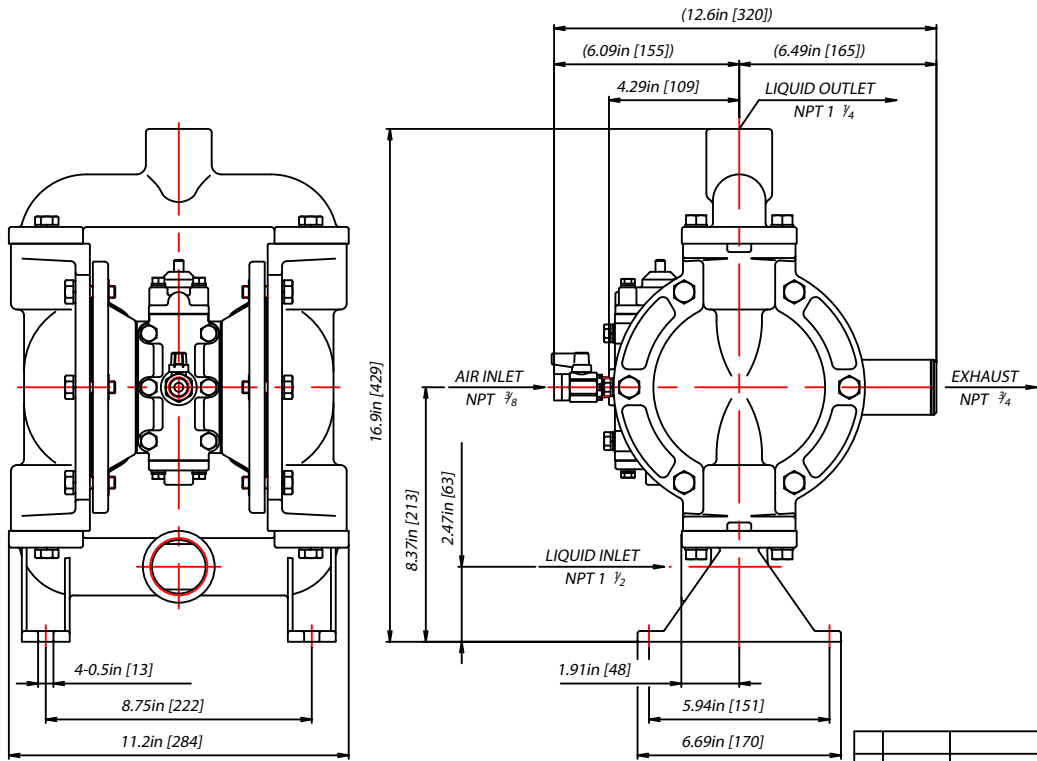 (12.6in [320])
(6.09in [155])
(6.49in [165])
4.29in [109]
LIQUID OUTLET
NPT 1 1/4
16.9in [429]
AIR INLET
NPT 3/8
EXHAUST
NPT 3/4
8.37in [213]
2.47in [63]
LIQUID INLET
NPT 1 1/2
4-0.5in [13]
1.91in [48]
8.75in [222]
5.94in [151]
11.2in [284]
6.69in [170]